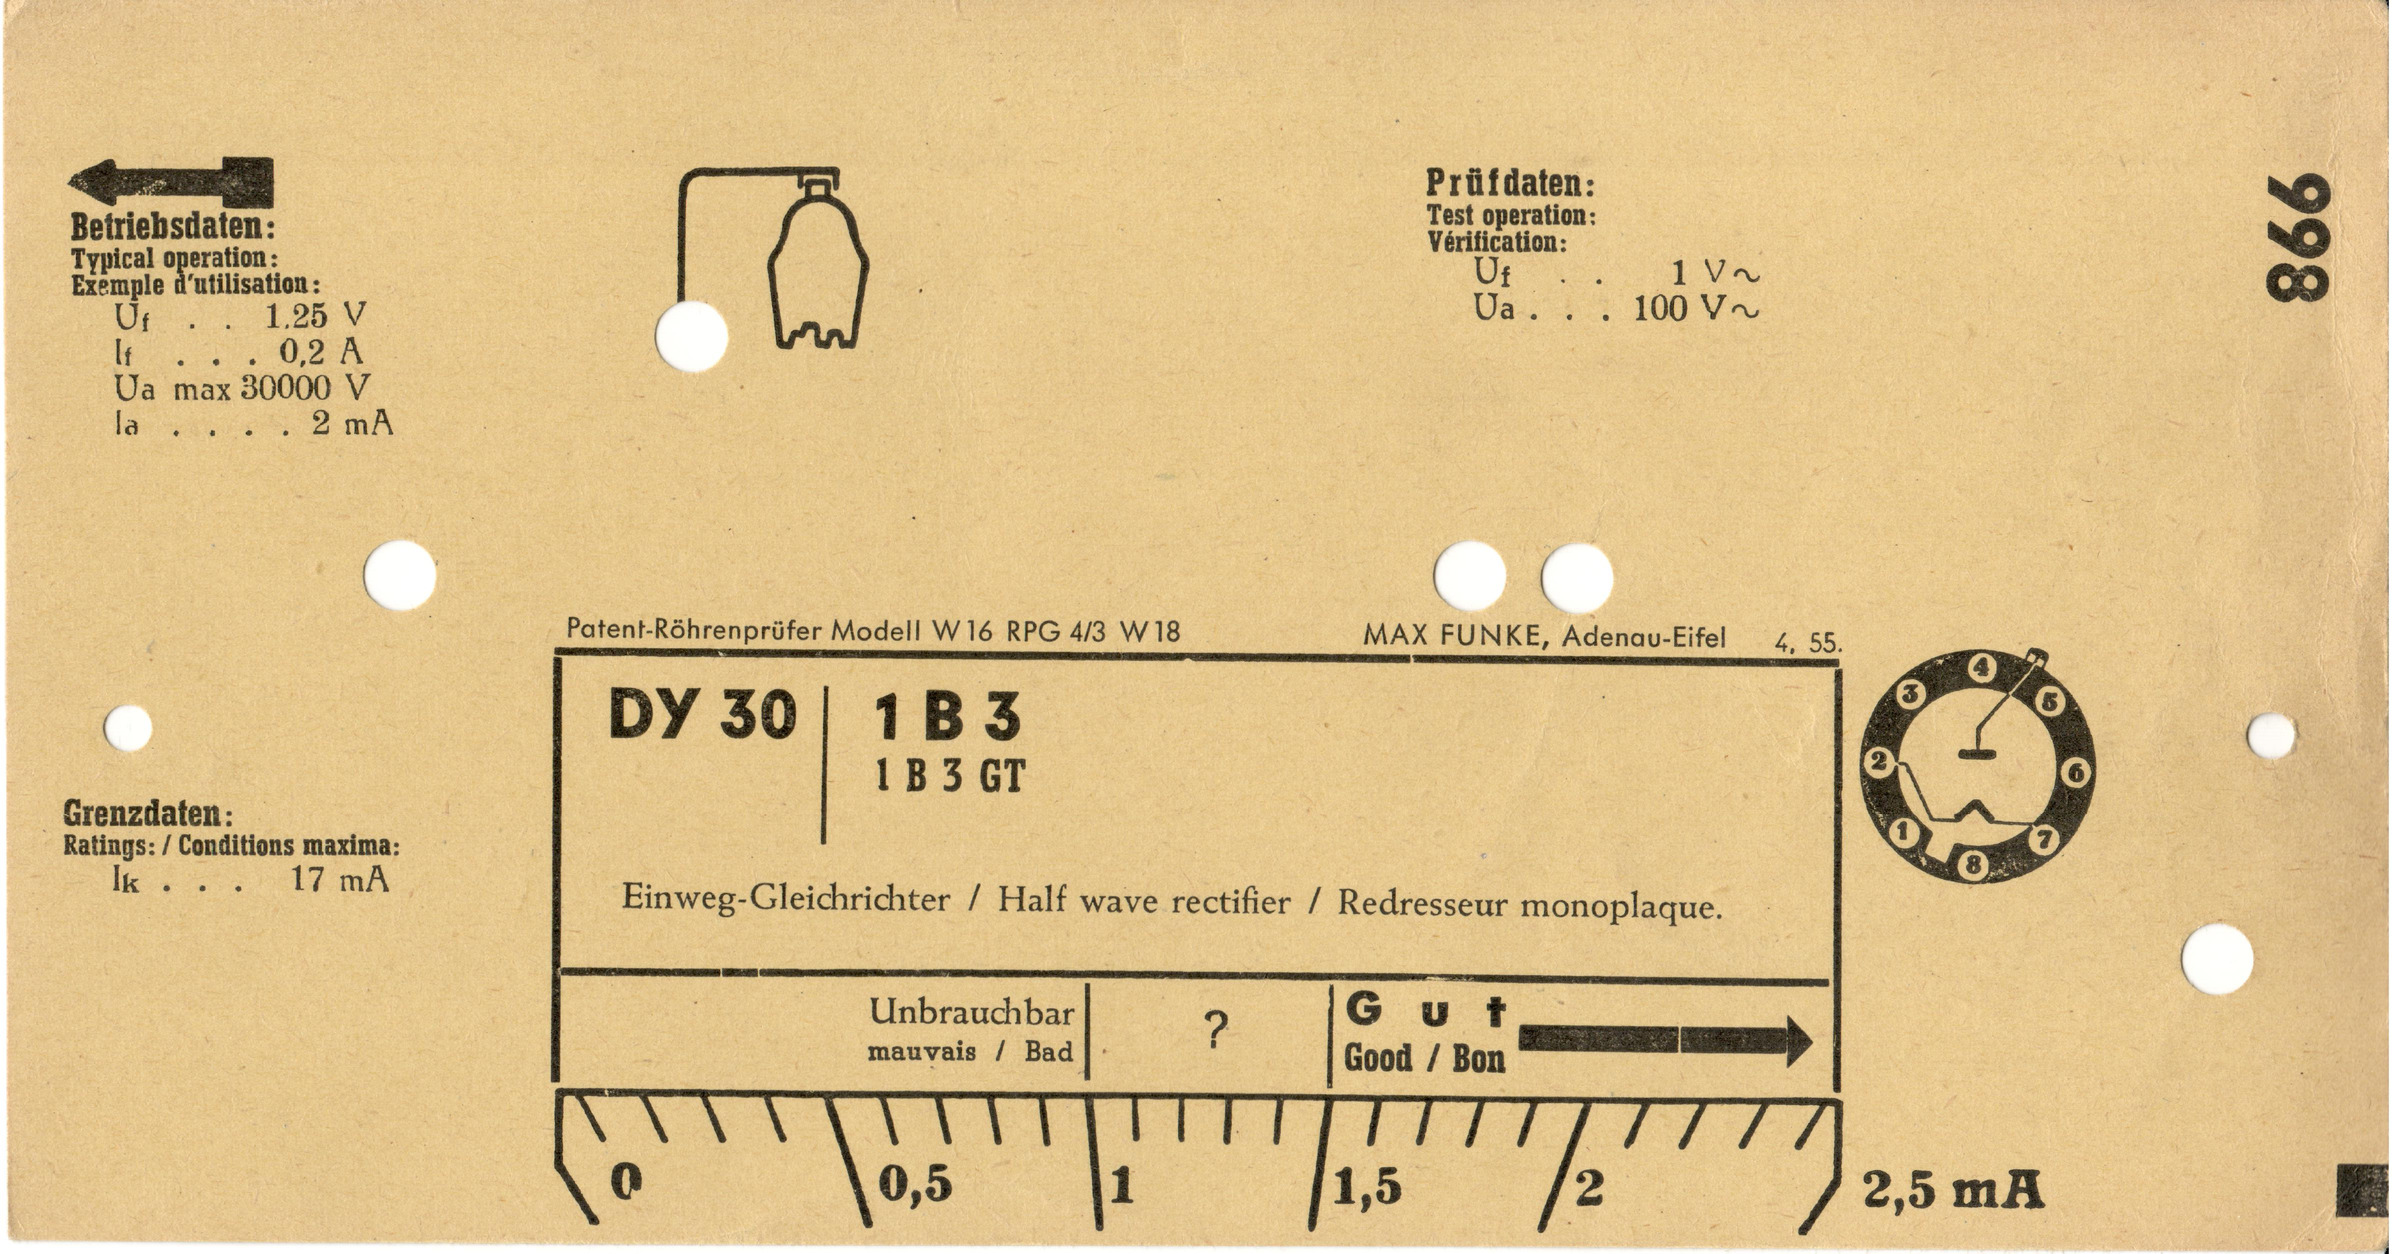 Betriebsdaten:
Typical operation:
Exemple d'utilisation:
Uf . . 1.25 V
If . . . 0,2 A
Ua max 30000 V
Ia . . . . 2 mA
Prüfdaten:
Test operation:
Vérification:
Uf . . 1 V~
Ua . . . 100 V~
998
Patent-Röhrenprüfer Modell W 16 RPG 4/3 W 18
MAX FUNKE, Adenau-Eifel 4, 55.
DY 30
1 B 3
1 B 3 GT
1 2 3 4 5 6 7 8
Grenzdaten:
Ratings: / Conditions maxima:
Ik . . . 17 mA
Einweg-Gleichrichter / Half wave rectifier / Redresseur monoplaque.
Unbrauchbar
mauvais / Bad
?
Gut
Good / Bon
0 0,5 1 1,5 2 2,5 mA